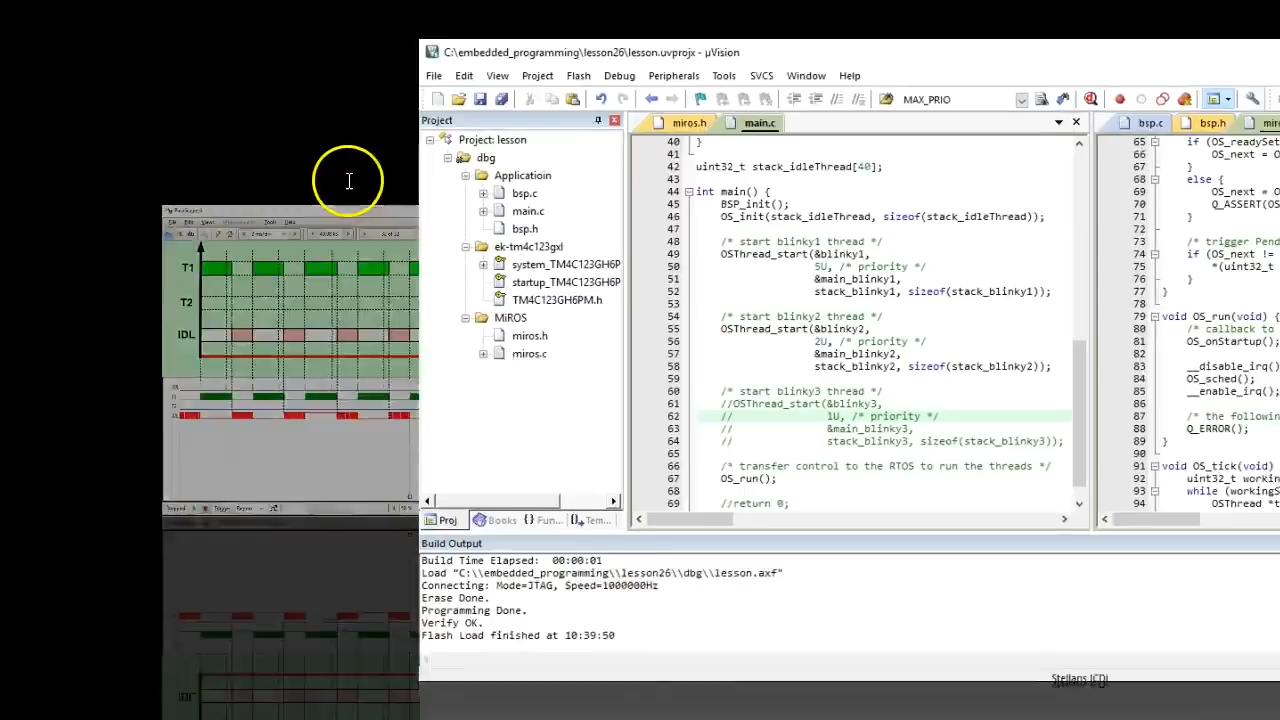 C:\embedded_programming\lesson26\lesson.uvprojx - µVision
File Edit View Project Flash Debug Peripherals Tools SVCS Window Help
MAX_PRIO
Project
Project: lesson
dbg
Applicatioin
bsp.c
main.c
bsp.h
ek-tm4c123gxl
system_TM4C123GH6P
startup_TM4C123GH6P
TM4C123GH6PM.h
MiROS
miros.h
miros.c
Proj Books Fun... Tem...
miros.h main.c
40 }
41
42 uint32_t stack_idleThread[40];
43
44 int main() {
45 BSP_init();
46 OS_init(stack_idleThread, sizeof(stack_idleThread));
47
48 /* start blinky1 thread */
49 OSThread_start(&blinky1,
50 5U, /* priority */
51 &main_blinky1,
52 stack_blinky1, sizeof(stack_blinky1));
53
54 /* start blinky2 thread */
55 OSThread_start(&blinky2,
56 2U, /* priority */
57 &main_blinky2,
58 stack_blinky2, sizeof(stack_blinky2));
59
60 /* start blinky3 thread */
61 //OSThread_start(&blinky3,
62 // 1U, /* priority */
63 // &main_blinky3,
64 // stack_blinky3, sizeof(stack_blinky3));
65
66 /* transfer control to the RTOS to run the threads */
67 OS_run();
68
69 //return 0;
bsp.c bsp.h
65 if (OS_readySet
66 OS_next = O
67 }
68 else {
69 OS_next = O
70 Q_ASSERT(OS
71 }
72
73 /* trigger Pend
74 if (OS_next !=
75 *(uint32_t
76 }
77 }
78
79 void OS_run(void) {
80 /* callback to
81 OS_onStartup();
82
83 __disable_irq()
84 OS_sched();
85 __enable_irq();
86
87 /* the followin
88 Q_ERROR();
89 }
90
91 void OS_tick(void)
92 uint32_t workin
93 while (workingS
94 OSThread *t
T1
T2
IDL
Build Output
Build Time Elapsed: 00:00:01
Load "C:\\embedded_programming\\lesson26\\dbg\\lesson.axf"
Connecting: Mode=JTAG, Speed=1000000Hz
Erase Done.
Programming Done.
Verify OK.
Flash Load finished at 10:39:50
Stellaris ICDI